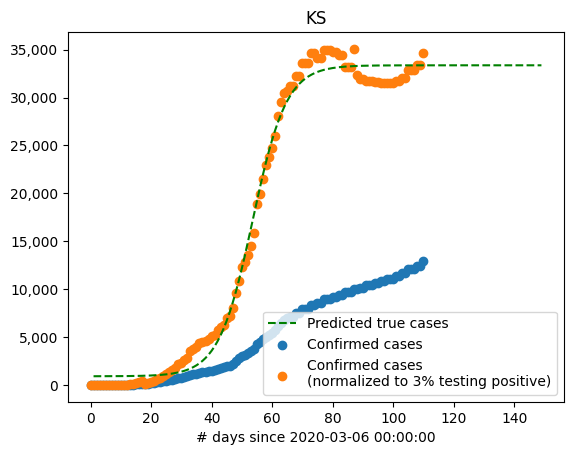 KS
35,000
30,000
25,000
20,000
15,000
10,000
5,000
0
Predicted true cases
Confirmed cases
Confirmed cases
(normalized to 3% testing positive)
0 20 40 60 80 100 120 140
# days since 2020-03-06 00:00:00